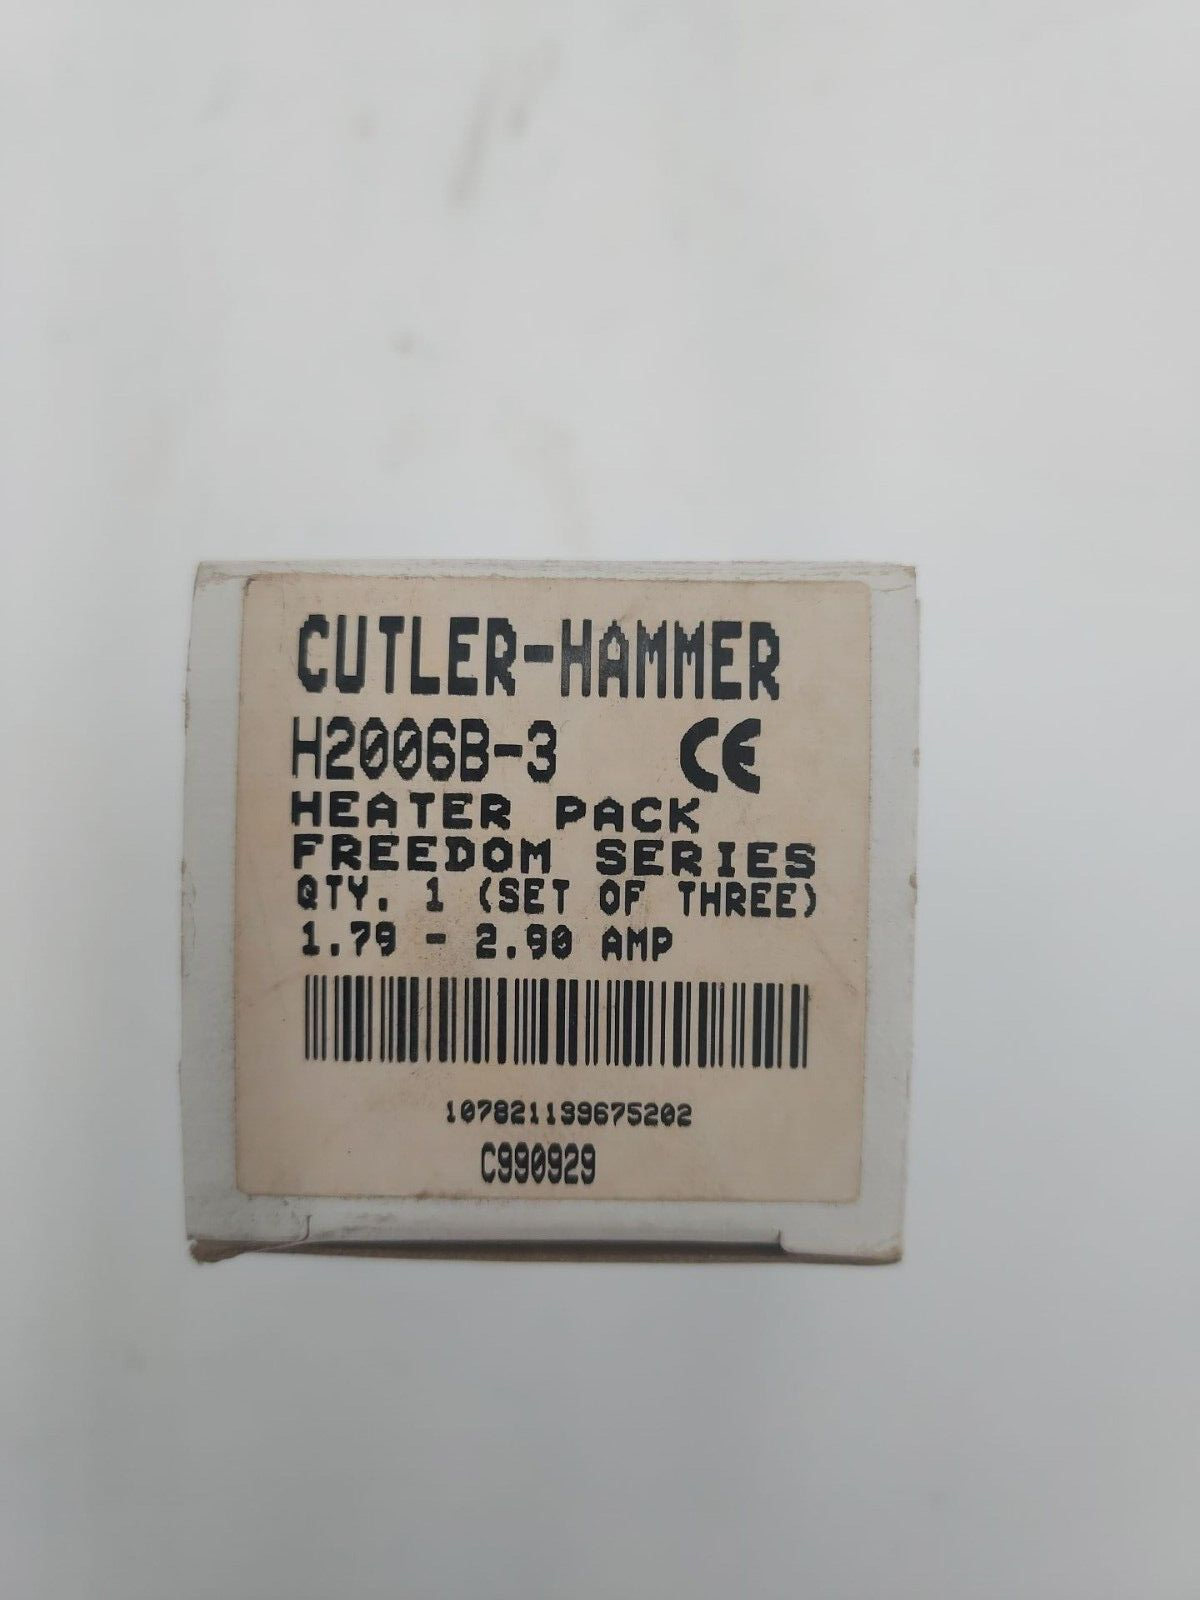 CUTLER-HAMMER
H2006B-3 CE
HEATER PACK
FREEDOM SERIES
QTY. 1 (SET OF THREE)
1.79 - 2.90 AMP
107821199675202
C990929